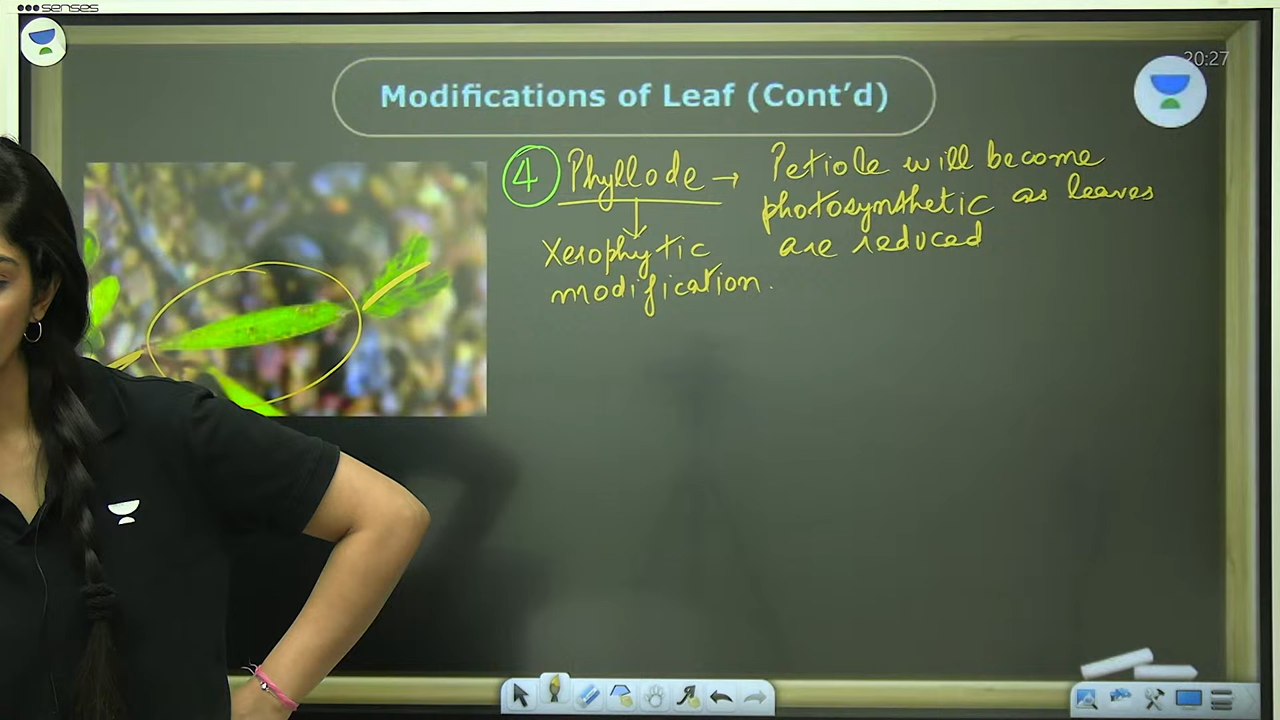 senses
20:27
Modifications of Leaf (Cont’d)
4 Phyllode → Petiole will become
photosynthetic as leaves
are reduced
Xerophytic
modification.